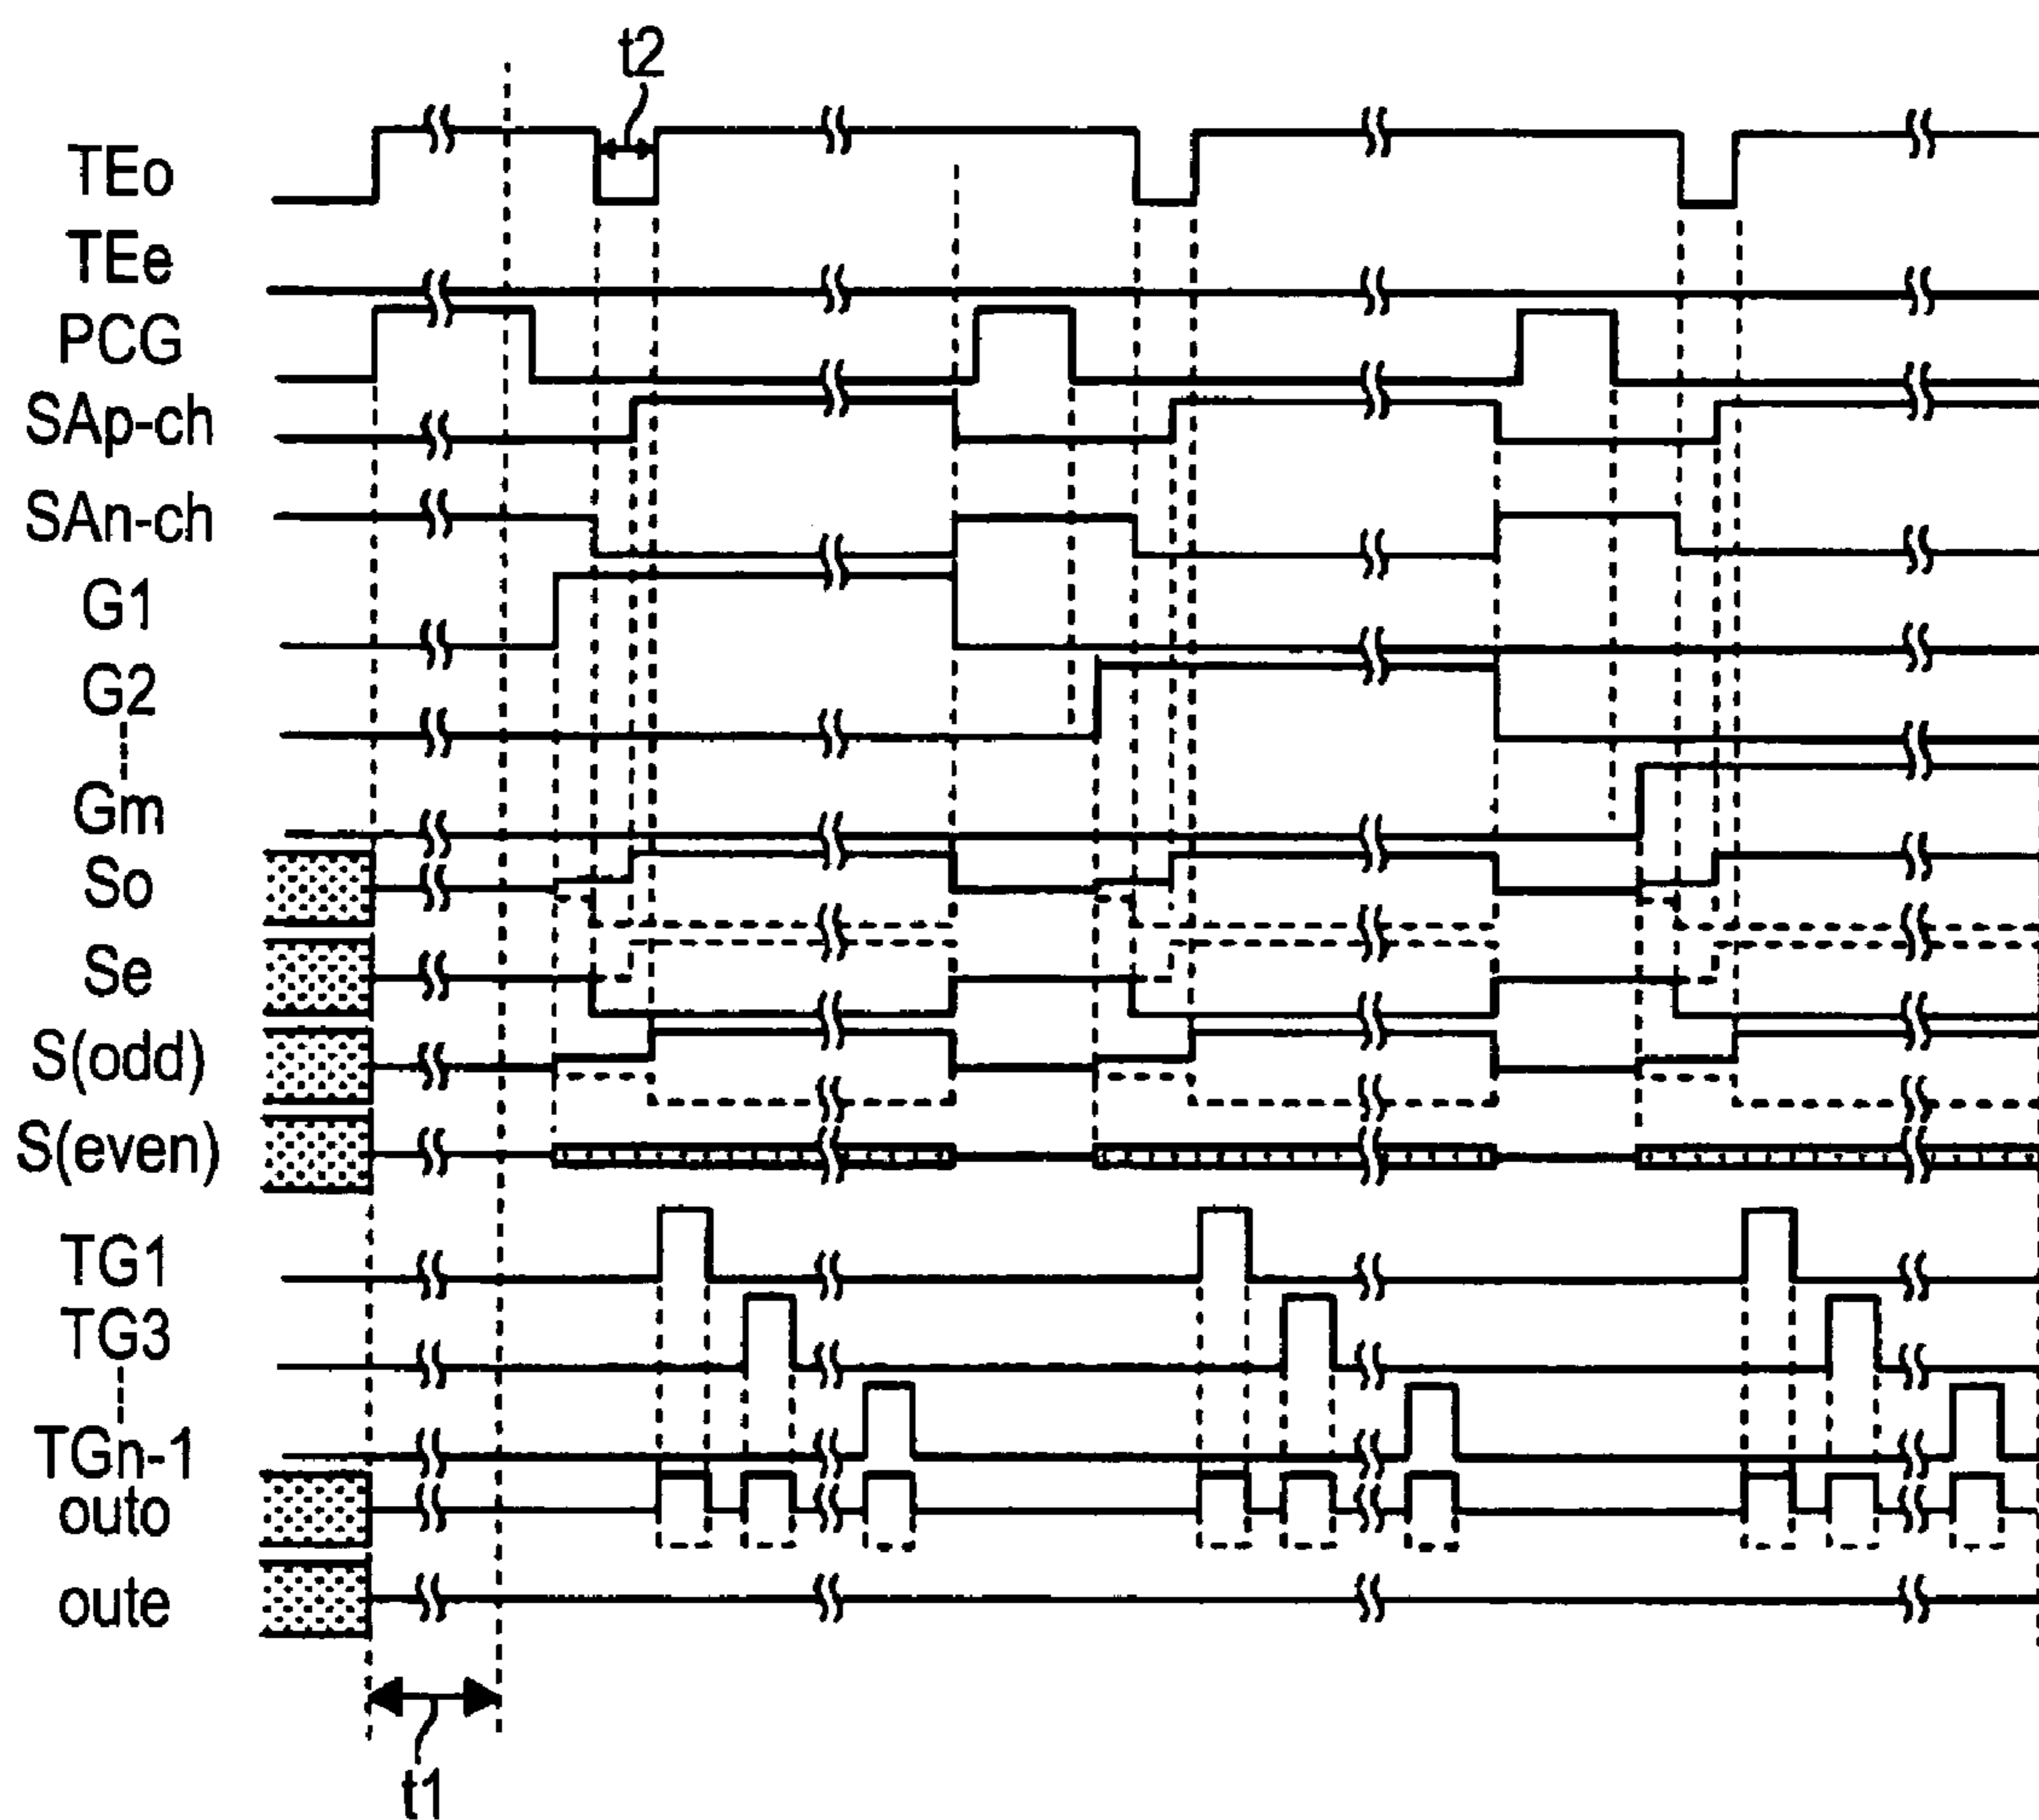 t2
TEo
TEe
PCG
SAp-ch
SAn-ch
G1
G2
Gm
So
Se
S(odd)
S(even)
TG1
TG3
TGn-1
outo
oute
t1